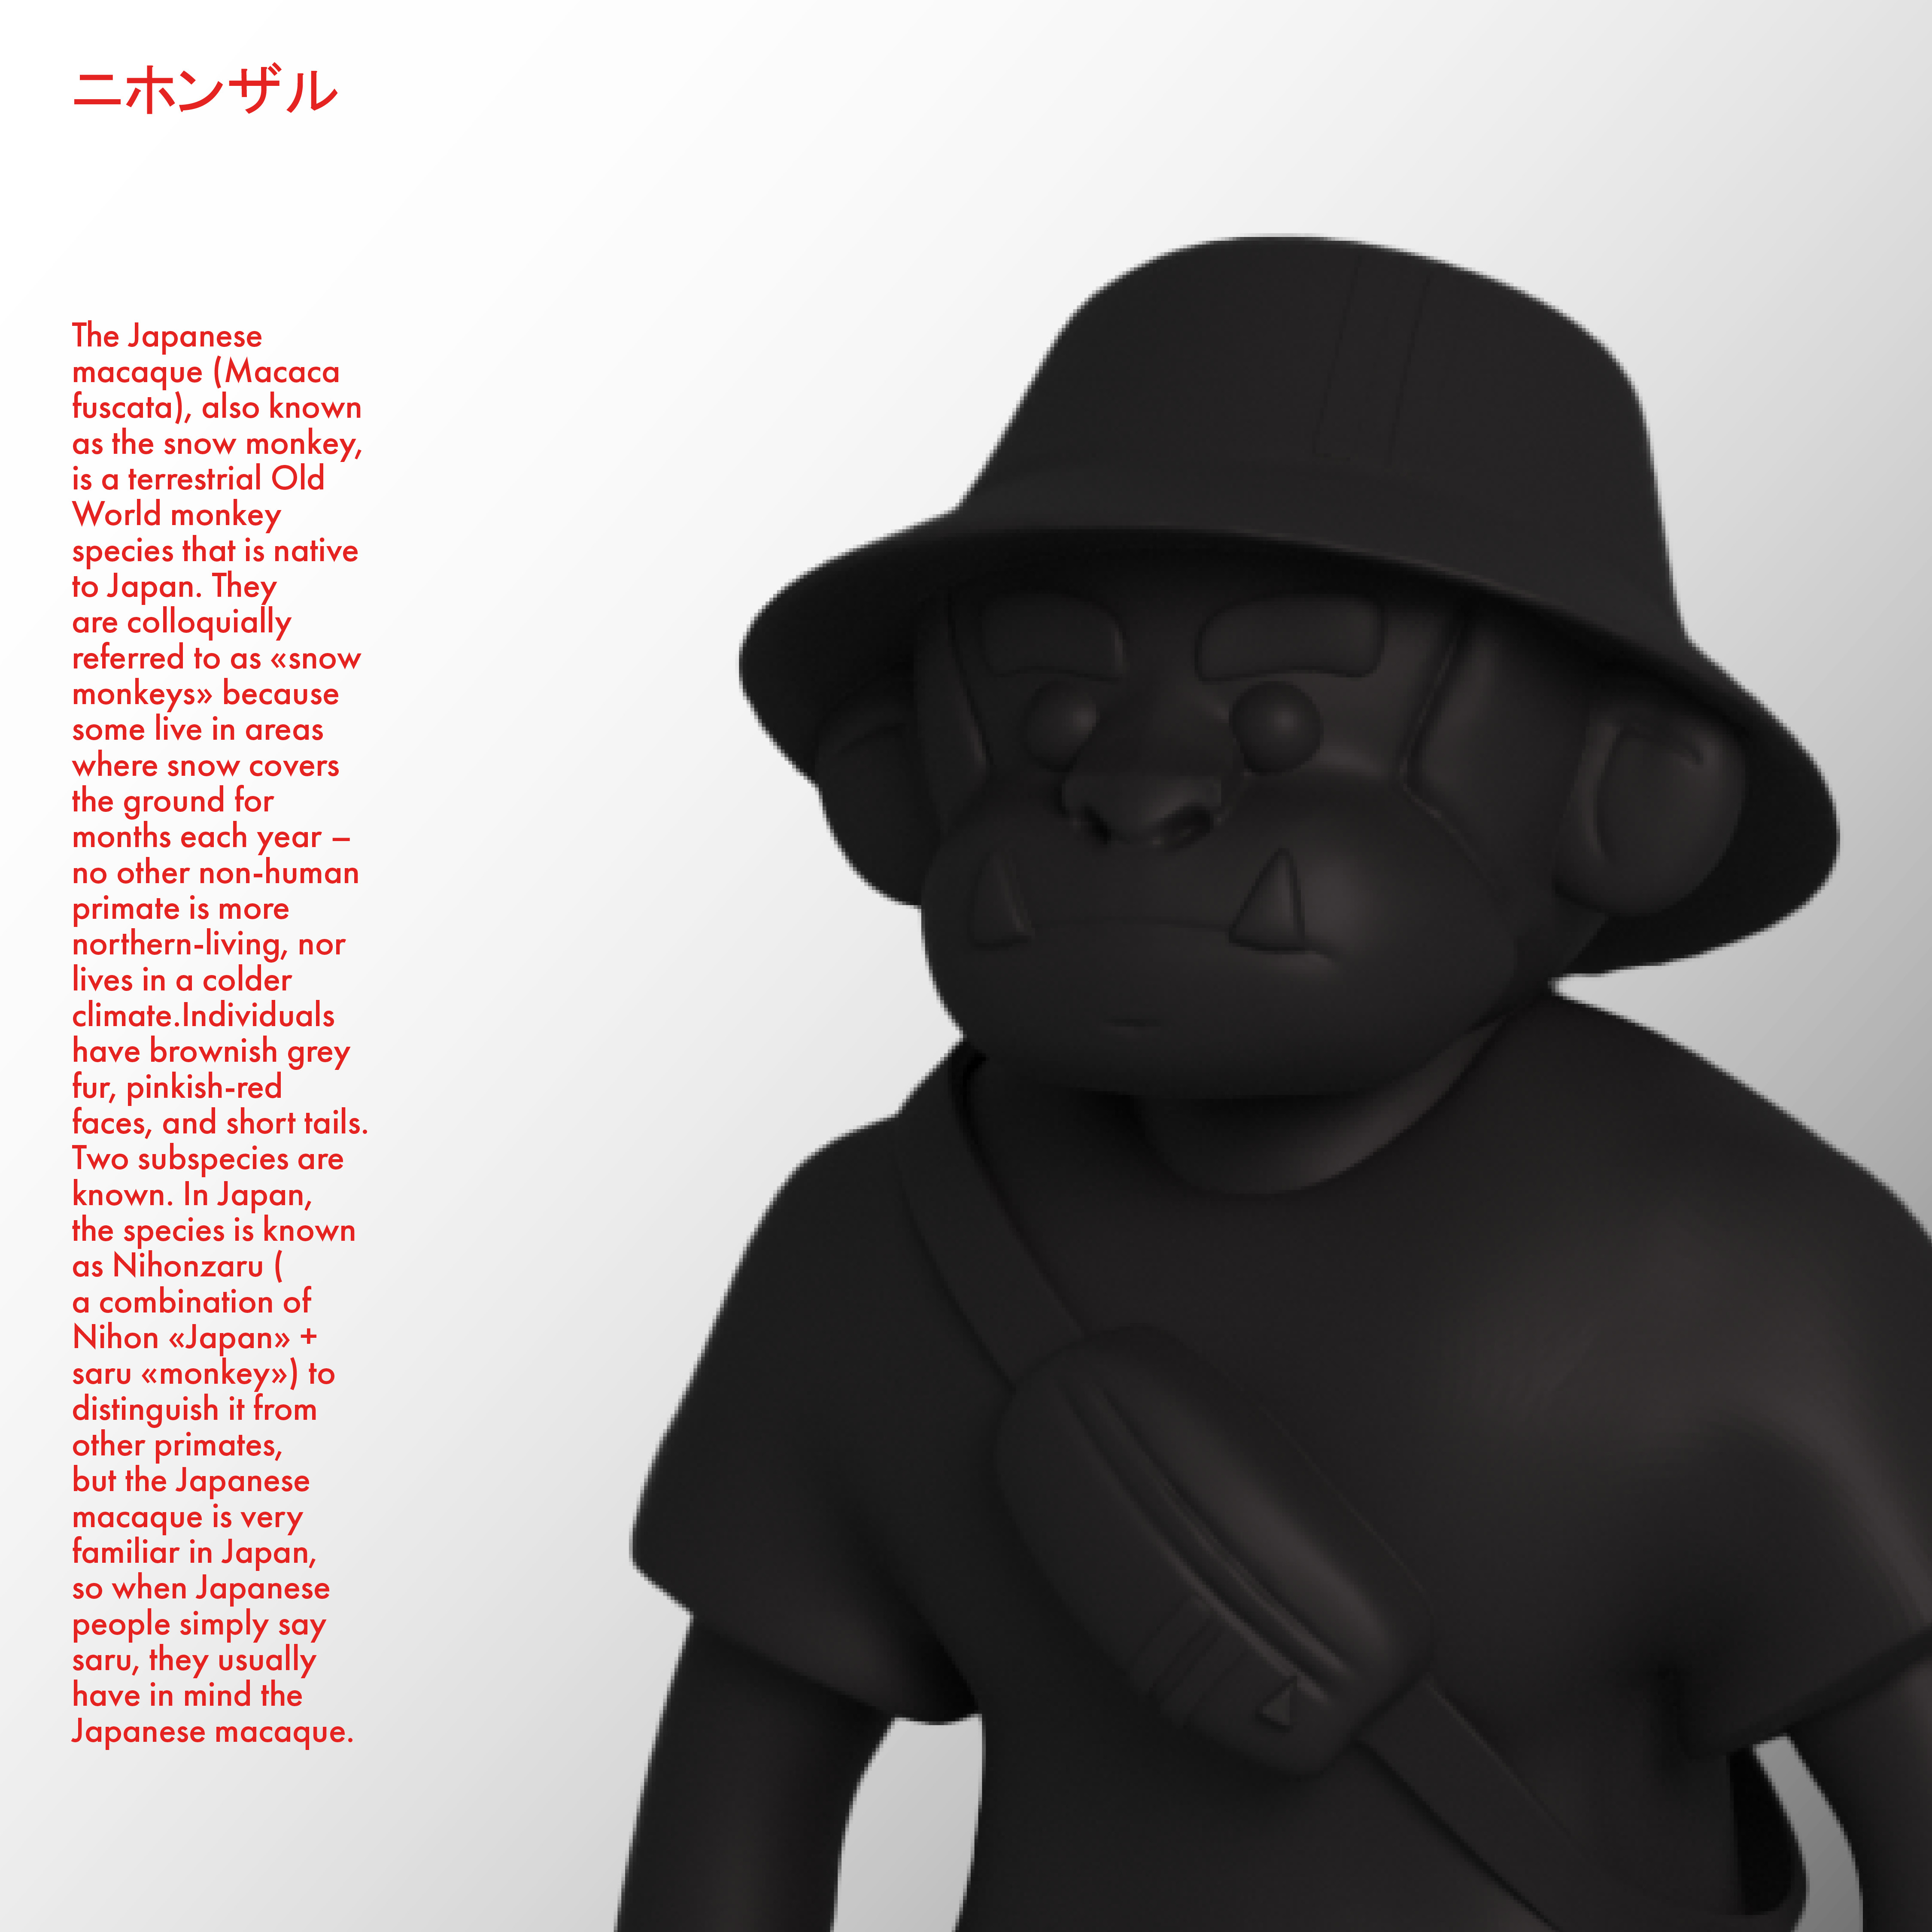 ニホンザル
The Japanese
macaque (Macaca
fuscata), also known
as the snow monkey,
is a terrestrial Old
World monkey
species that is native
to Japan. They
are colloquially
referred to as «snow
monkeys» because
some live in areas
where snow covers
the ground for
months each year –
no other non-human
primate is more
northern-living, nor
lives in a colder
climate.Individuals
have brownish grey
fur, pinkish-red
faces, and short tails.
Two subspecies are
known. In Japan,
the species is known
as Nihonzaru (
a combination of
Nihon «Japan» +
saru «monkey») to
distinguish it from
other primates,
but the Japanese
macaque is very
familiar in Japan,
so when Japanese
people simply say
saru, they usually
have in mind the
Japanese macaque.